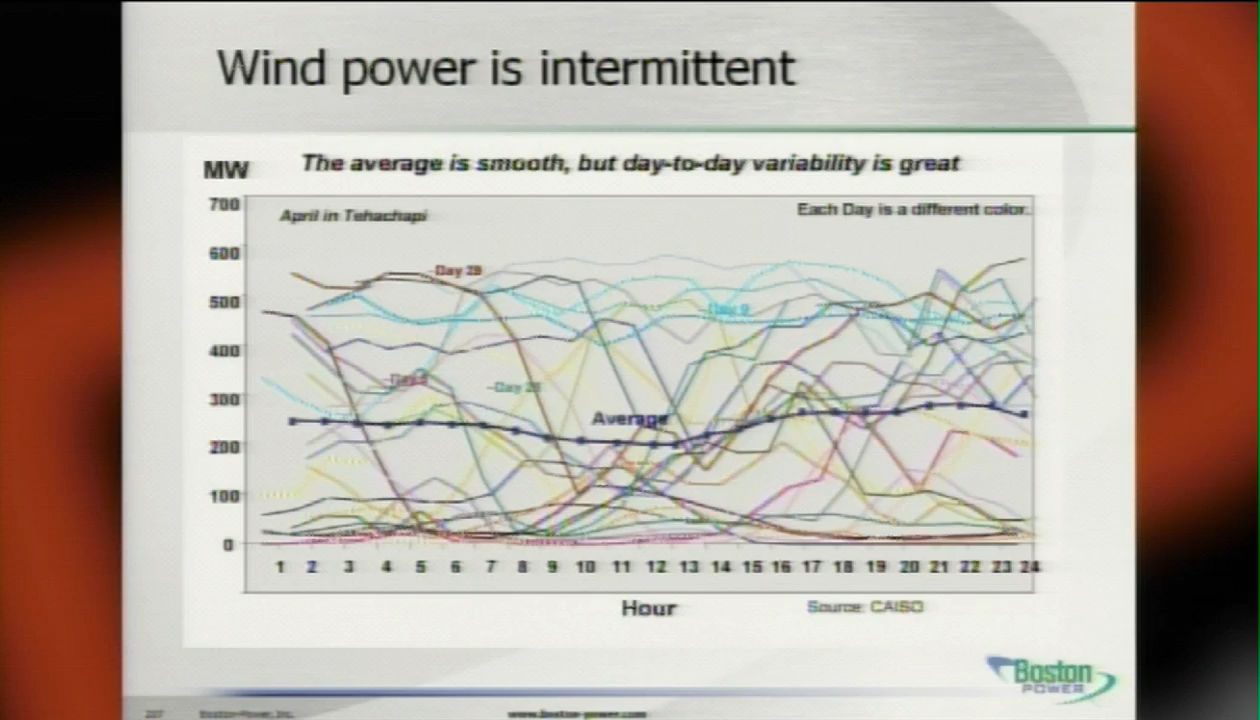 Wind power is intermittent
The average is smooth, but day-to-day variability is great
MW
April in Tehachapi
Each Day is a different color.
700
600
500
400
300
200
100
0
Day 29
Day 9
Average
1 2 3 4 5 6 7 8 9 10 11 12 13 14 15 16 17 18 19 20 21 22 23 24
Hour
Source: CAISO
Boston
POWER
Boston-Power, Inc.
www.boston-power.com